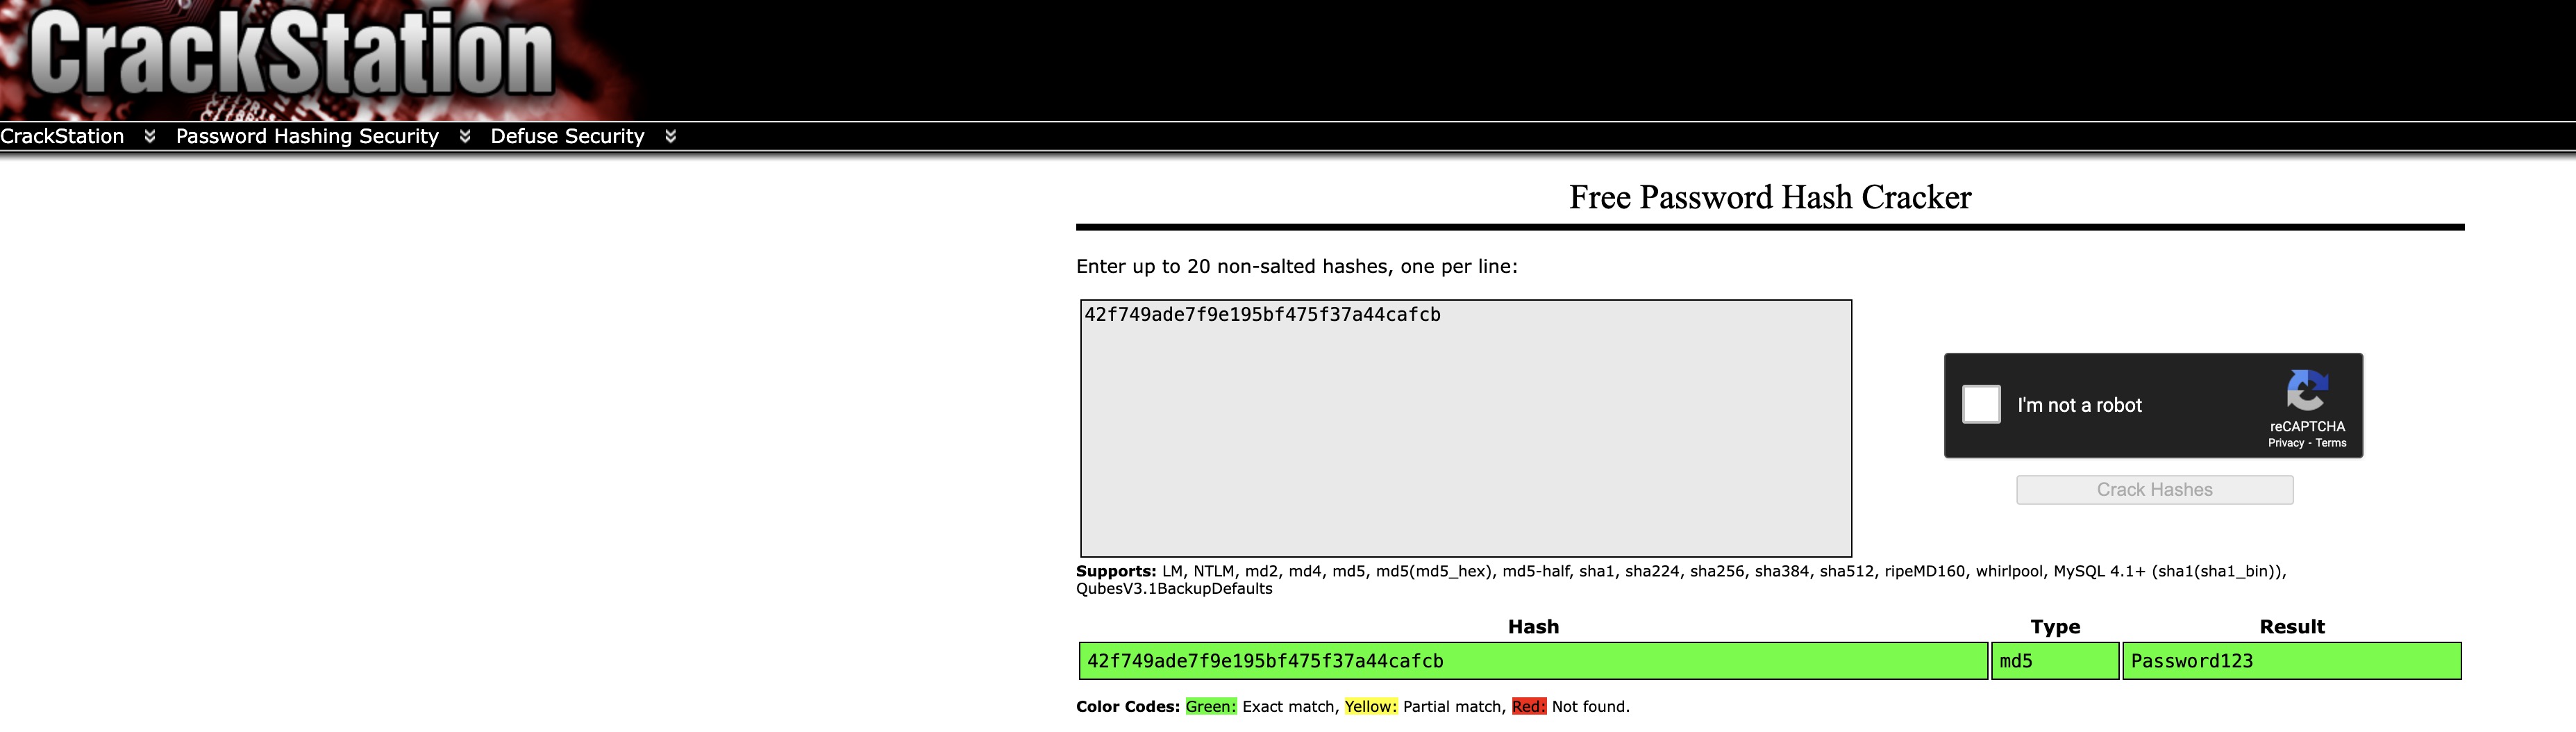 CrackStation
CrackStation Password Hashing Security Defuse Security
Free Password Hash Cracker
Enter up to 20 non-salted hashes, one per line:
42f749ade7f9e195bf475f37a44cafcb
I'm not a robot
reCAPTCHA
Privacy - Terms
Crack Hashes
Supports: LM, NTLM, md2, md4, md5, md5(md5_hex), md5-half, sha1, sha224, sha256, sha384, sha512, ripeMD160, whirlpool, MySQL 4.1+ (sha1(sha1_bin)),
QubesV3.1BackupDefaults
Hash Type Result
42f749ade7f9e195bf475f37a44cafcb md5 Password123
Color Codes: Green: Exact match, Yellow: Partial match, Red: Not found.